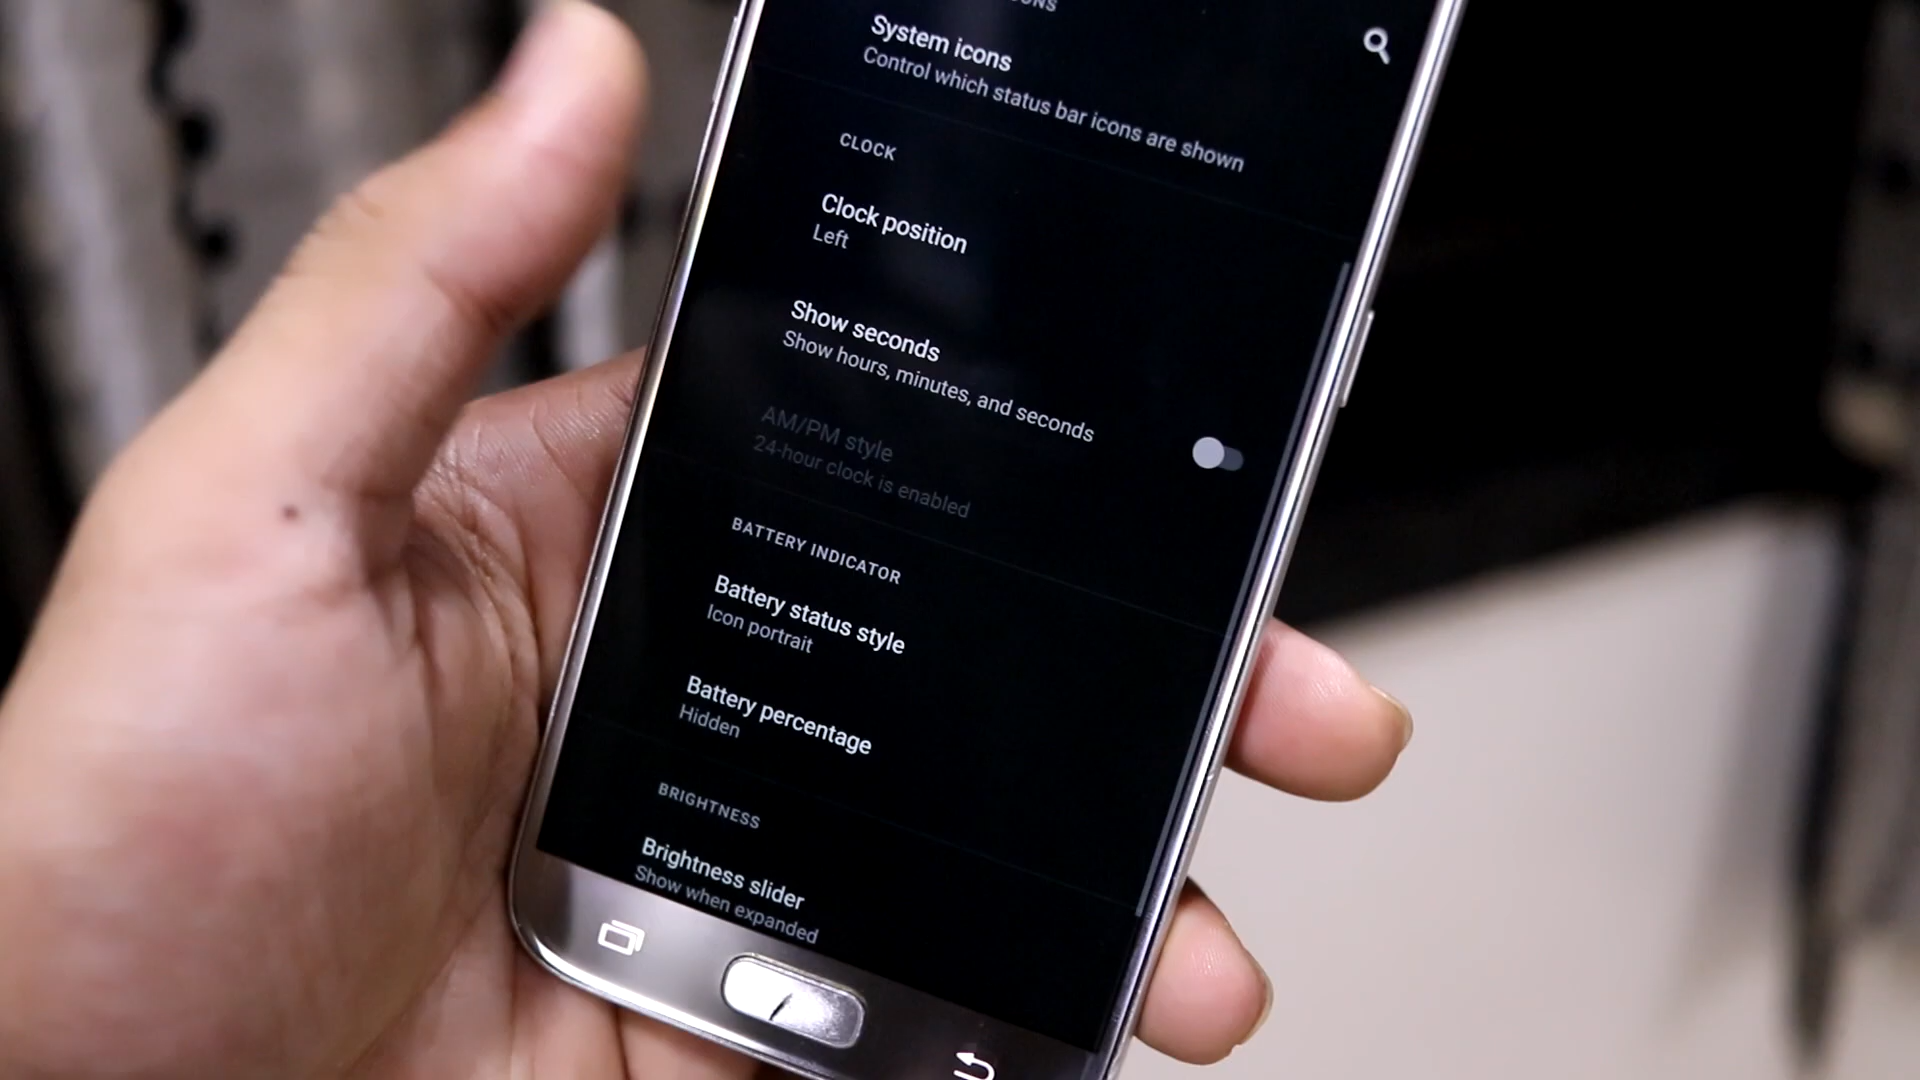 System icons
Control which status bar icons are shown
CLOCK
Clock position
Left
Show seconds
Show hours, minutes, and seconds
AM/PM style
24-hour clock is enabled
BATTERY INDICATOR
Battery status style
Icon portrait
Battery percentage
Hidden
BRIGHTNESS
Brightness slider
Show when expanded